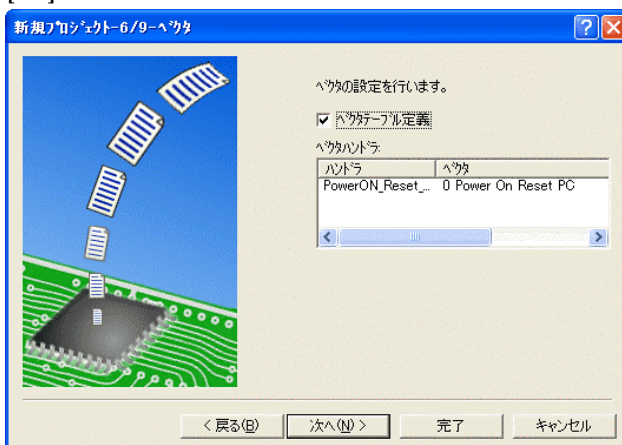 新規ﾌﾟﾛｼﾞｪｸﾄ-6/9-ﾍﾞｸﾀ
ﾍﾞｸﾀの設定を行います。
ﾍﾞｸﾀﾃｰﾌﾞﾙ定義
ﾍﾞｸﾀﾊﾝﾄﾞﾗ:
ﾊﾝﾄﾞﾗ ﾍﾞｸﾀ
PowerON_Reset_... 0 Power On Reset PC
< 戻る(B) 次へ(N) > 完了 キャンセル